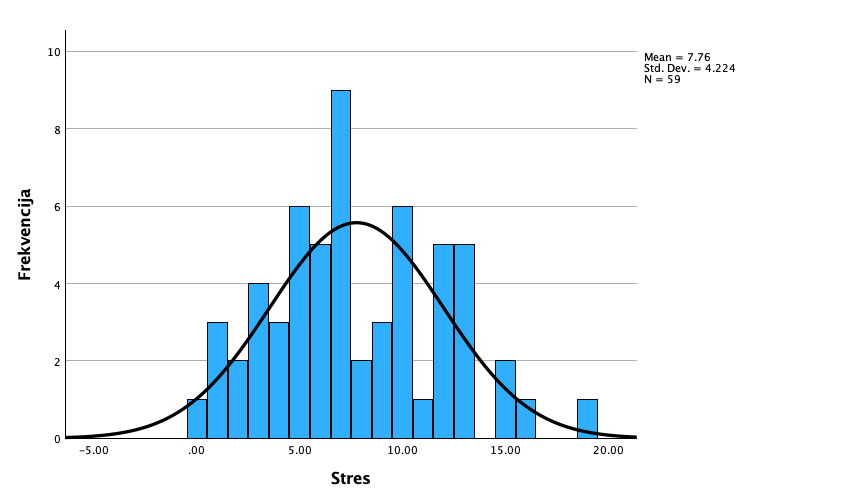 Mean = 7.76
Std. Dev. = 4.224
N = 59
10
8
6
4
2
0
Frekvencija
-5.00
.00
5.00
10.00
15.00
20.00
Stres